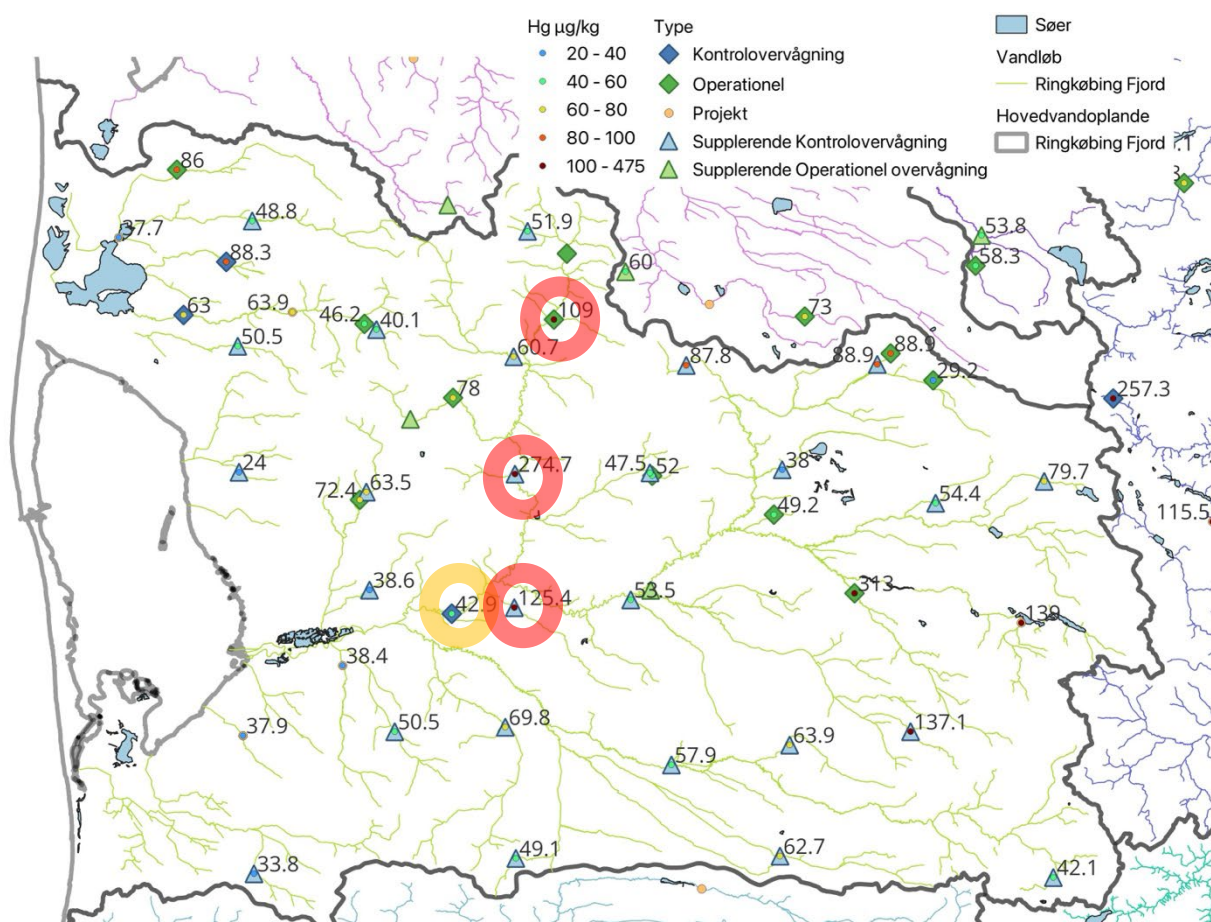 Hg µg/kg
20 - 40
40 - 60
60 - 80
80 - 100
100 - 475
Type
Kontrolovervågning
Operationel
Projekt
Supplerende Kontrolovervågning
Supplerende Operationel overvågning
Søer
Vandløb
Ringkøbing Fjord
Hovedvandoplande
Ringkøbing Fjord
86
48.8
37.7
51.9
53.8
88.3
58.3
60
63
63.9
46.2
40.1
109
73
50.5
60.7
87.8
88.9
88.9
29.2
78
257.3
24
274.7
47.5
52
38
79.7
72.4
63.5
49.2
54.4
115.5
38.6
42.9
125.4
53.5
313
139
38.4
37.9
50.5
69.8
57.9
63.9
137.1
33.8
49.1
62.7
42.1